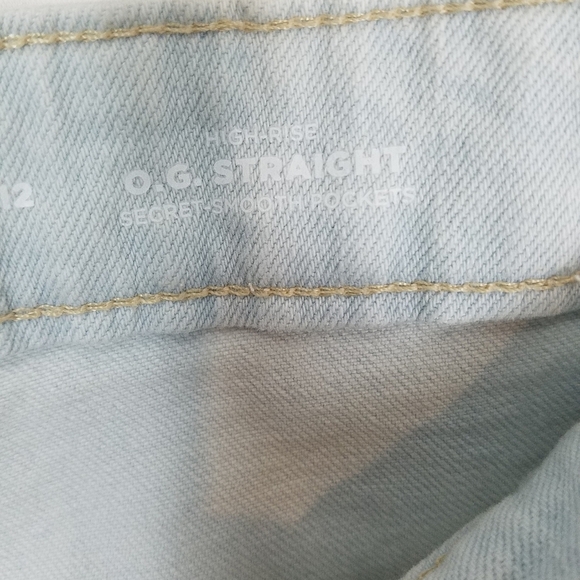 HIGH-RISE
O.G. STRAIGHT
SECRET-SMOOTH POCKETS
12